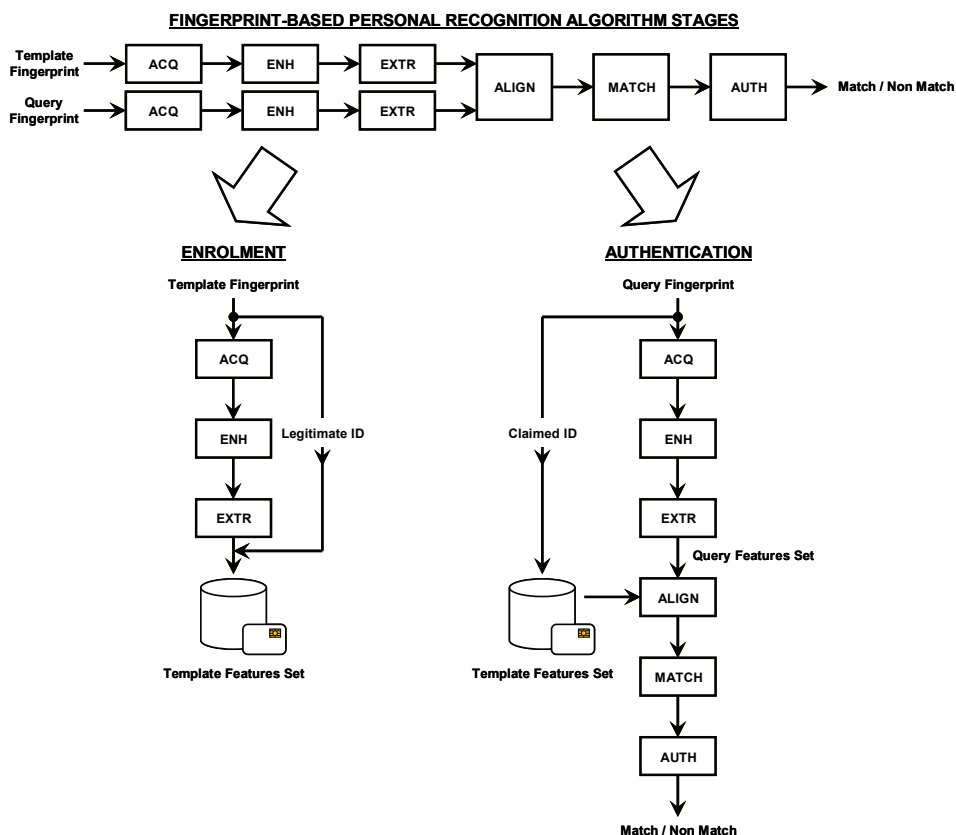 FINGERPRINT-BASED PERSONAL RECOGNITION ALGORITHM STAGES
Template
Fingerprint
ACQ
ENH
EXTR
Query
Fingerprint
ACQ
ENH
EXTR
ALIGN
MATCH
AUTH
Match / Non Match
ENROLMENT
Template Fingerprint
ACQ
ENH
Legitimate ID
EXTR
Template Features Set
AUTHENTICATION
Query Fingerprint
ACQ
Claimed ID
ENH
EXTR
Query Features Set
ALIGN
Template Features Set
MATCH
AUTH
Match / Non Match